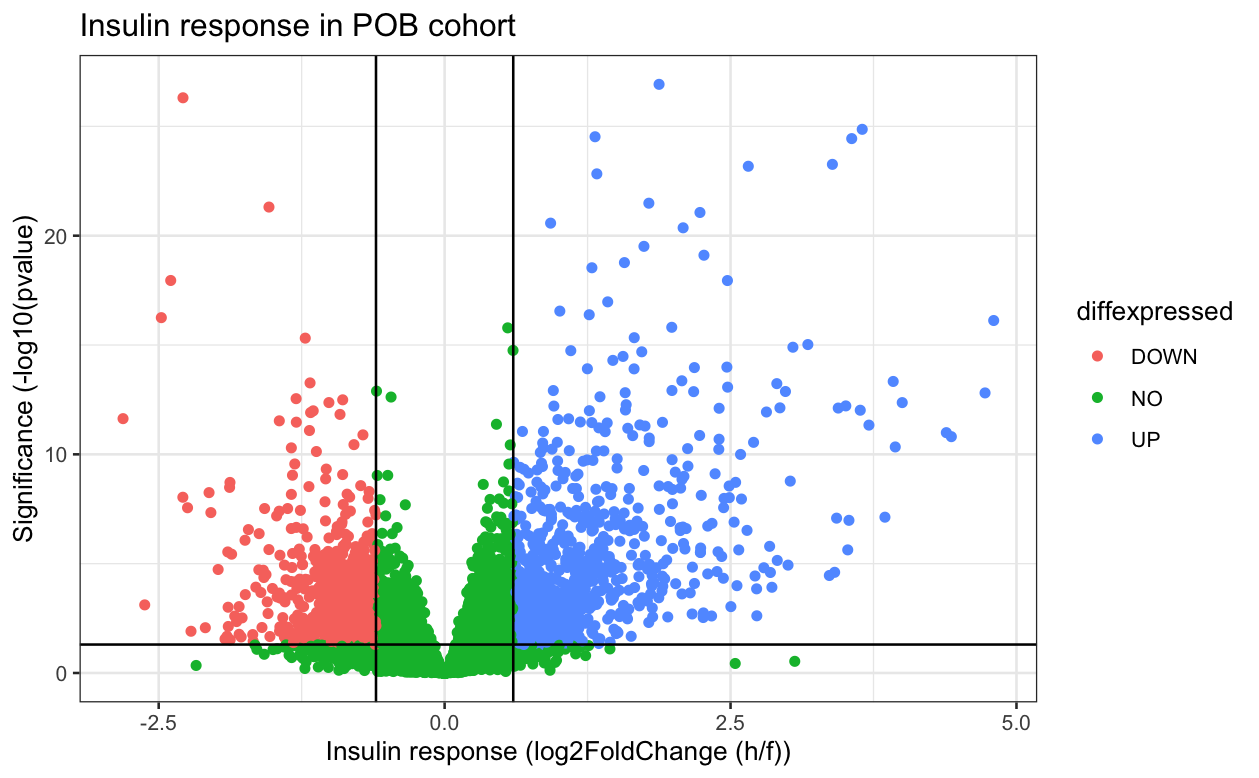 Insulin response in POB cohort
Significance (-log10(pvalue)
20
10
0
-2.5
0.0
2.5
5.0
Insulin response (log2FoldChange (h/f))
diffexpressed
DOWN
NO
UP